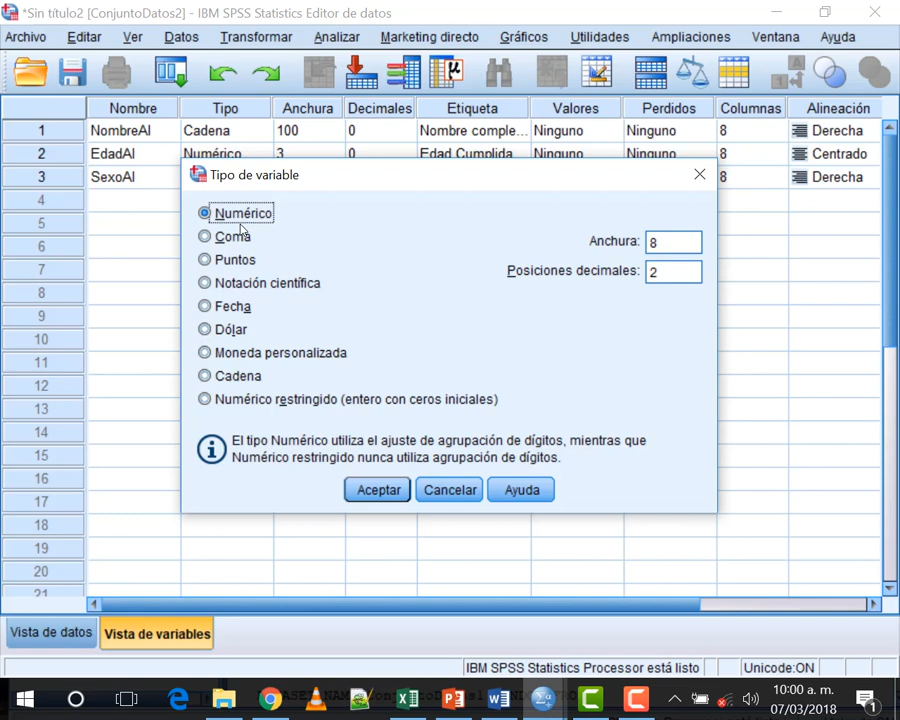 *Sin título2 [ConjuntoDatos2] - IBM SPSS Statistics Editor de datos
Archivo Editar Ver Datos Transformar Analizar Marketing directo Gráficos Utilidades Ampliaciones Ventana Ayuda
Nombre Tipo Anchura Decimales Etiqueta Valores Perdidos Columnas Alineación
1 NombreAl Cadena 100 0 Nombre comple... Ninguno Ninguno 8 Derecha
2 EdadAl Numérico 3 0 Edad Cumplida Ninguno Ninguno 8 Centrado
3 SexoAl 8 Derecha
4
5
6
7
8
9
10
11
12
13
14
15
16
17
18
19
20
21
Tipo de variable
Numérico
Coma
Puntos
Notación científica
Fecha
Dólar
Moneda personalizada
Cadena
Numérico restringido (entero con ceros iniciales)
Anchura: 8
Posiciones decimales: 2
El tipo Numérico utiliza el ajuste de agrupación de dígitos, mientras que
Numérico restringido nunca utiliza agrupación de dígitos.
Aceptar Cancelar Ayuda
Vista de datos Vista de variables
IBM SPSS Statistics Processor está listo Unicode:ON
10:00 a. m.
07/03/2018
1